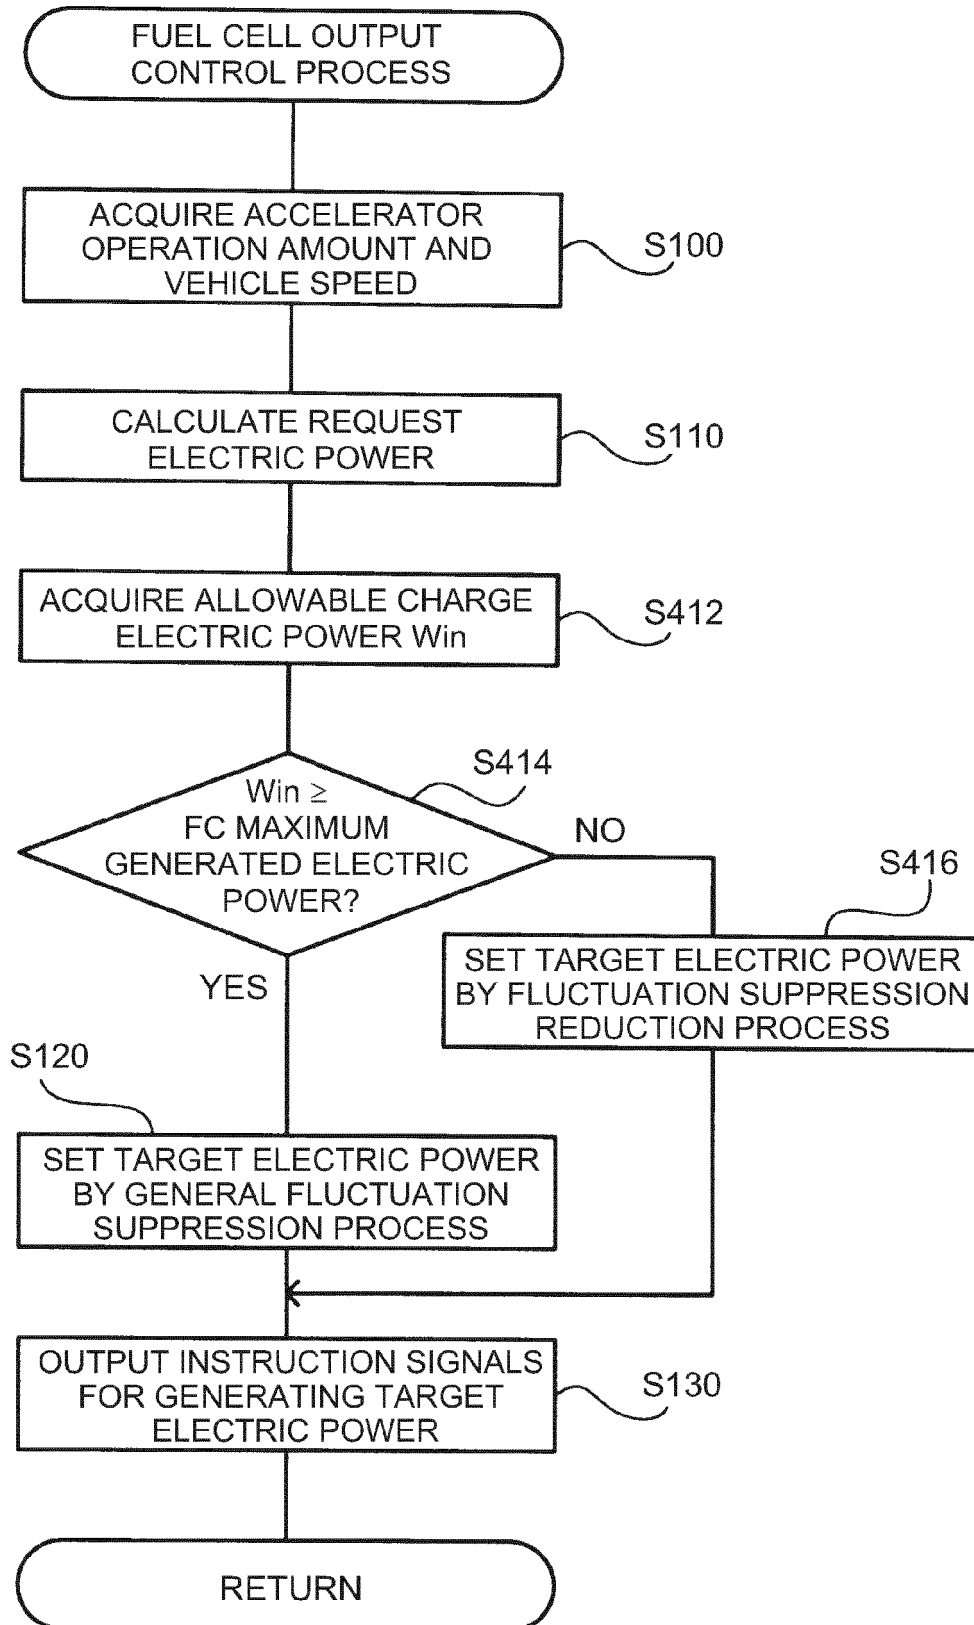 FUEL CELL OUTPUT
CONTROL PROCESS
ACQUIRE ACCELERATOR
OPERATION AMOUNT AND
VEHICLE SPEED
S100
CALCULATE REQUEST
ELECTRIC POWER
S110
ACQUIRE ALLOWABLE CHARGE
ELECTRIC POWER Win
S412
Win ≥
FC MAXIMUM
GENERATED ELECTRIC
POWER?
S414
NO
YES
S416
SET TARGET ELECTRIC POWER
BY FLUCTUATION SUPPRESSION
REDUCTION PROCESS
S120
SET TARGET ELECTRIC POWER
BY GENERAL FLUCTUATION
SUPPRESSION PROCESS
OUTPUT INSTRUCTION SIGNALS
FOR GENERATING TARGET
ELECTRIC POWER
S130
RETURN